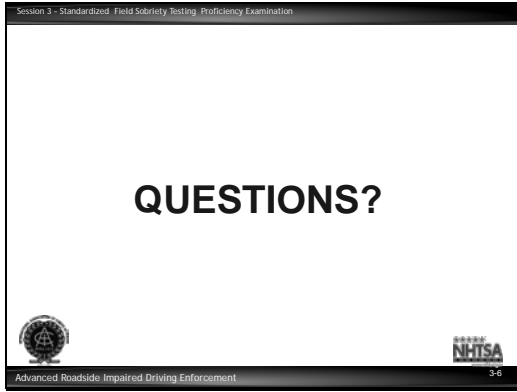 Session 3 - Standardized Field Sobriety Testing Proficiency Examination
QUESTIONS?
NHTSA
Advanced Roadside Impaired Driving Enforcement
3-6